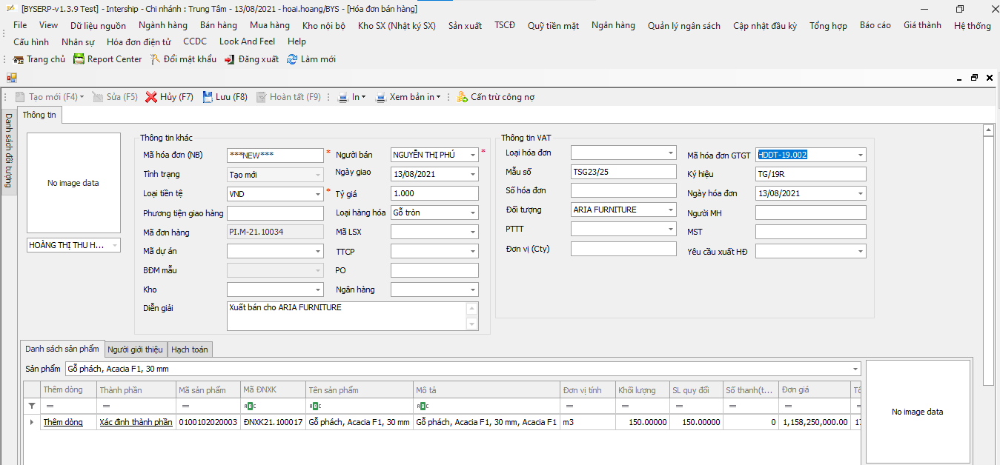 [BYSERP-v1.3.9 Test] - Intership - Chi nhánh : Trung Tâm - 13/08/2021 - hoai.hoang/BYS - [Hóa đơn bán hàng]
File View Dữ liệu nguồn Ngành hàng Bán hàng Mua hàng Kho nội bộ Kho SX (Nhật ký SX) Sản xuất TSCĐ Quỹ tiền mặt Ngân hàng Quản lý ngân sách Cập nhật đầu kỳ Tổng hợp Báo cáo Giá thành Hệ thống
Cấu hình Nhân sự Hóa đơn điện tử CCDC Look And Feel Help
Trang chủ Report Center Đổi mật khẩu Đăng xuất Làm mới
Tạo mới (F4) Sửa (F5) Hủy (F7) Lưu (F8) Hoàn tất (F9) In Xem bản in Cấn trừ công nợ
Danh sách đối tượng
Thông tin
No image data
HOÀNG THỊ THU H...
Thông tin khác
Mã hóa đơn (NB) ***NEW*** * Người bán NGUYỄN THỊ PHÚ *
Tình trạng Tạo mới Ngày giao 13/08/2021
Loại tiền tệ VND * Tỷ giá 1.000
Phương tiện giao hàng Loại hàng hóa Gỗ tròn
Mã đơn hàng PI.M-21.10034 Mã LSX
Mã dự án TTCP
BĐM mẫu PO
Kho Ngân hàng
Diễn giải Xuất bán cho ARIA FURNITURE
Thông tin VAT
Loại hóa đơn Mã hóa đơn GTGT HDDT-19.002
Mẫu số TSG23/25 Ký hiệu TG/19R
Số hóa đơn Ngày hóa đơn 13/08/2021
Đối tượng ARIA FURNITURE Người MH
PTTT MST
Đơn vị (Cty) Yêu cầu xuất HĐ
Danh sách sản phẩm Người giới thiệu Hạch toán
Sản phẩm Gỗ phách, Acacia F1, 30 mm
Thêm dòng Thành phần Mã sản phẩm Mã ĐNXK Tên sản phẩm Mô tả Đơn vị tính Khối lượng SL quy đổi Số thanh(t... Đơn giá
Thêm dòng Xác định thành phần 0100102020003 ĐNXK21.100017 Gỗ phách, Acacia F1, 30 mm Gỗ phách, Acacia F1, 30 mm, Acacia F1 m3 150.00000 150.00000 0 1,158,250,000.00
No image data